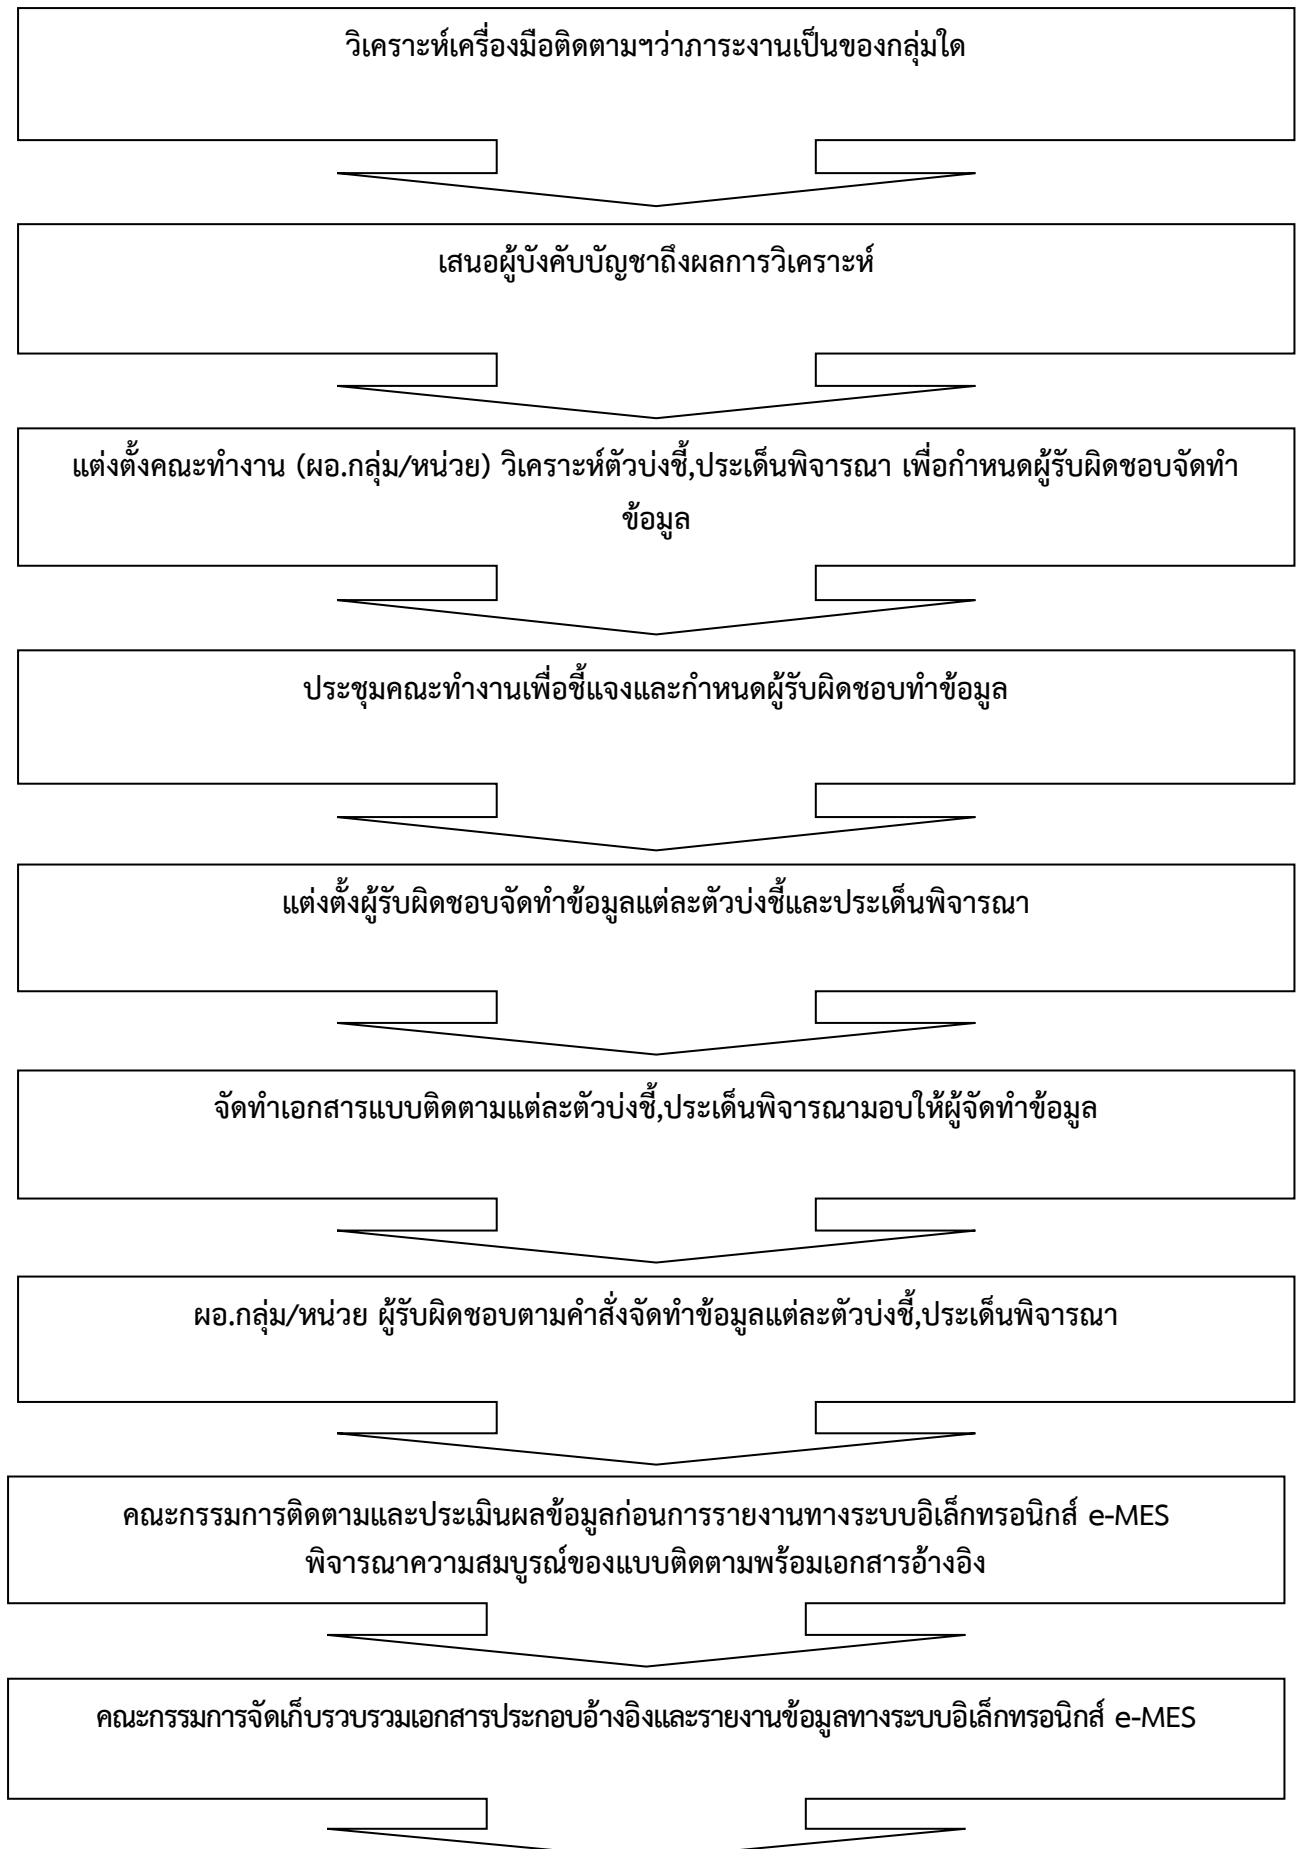 วิเคราะห์เครื่องมือติดตามฯว่าภาระงานเป็นของกลุ่มใด
เสนอผู้บังคับบัญชาถึงผลการวิเคราะห์
แต่งตั้งคณะทำงาน (ผอ.กลุ่ม/หน่วย) วิเคราะห์ตัวบ่งชี้,ประเด็นพิจารณา เพื่อกำหนดผู้รับผิดชอบจัดทำ
ข้อมูล
ประชุมคณะทำงานเพื่อชี้แจงและกำหนดผู้รับผิดชอบทำข้อมูล
แต่งตั้งผู้รับผิดชอบจัดทำข้อมูลแต่ละตัวบ่งชี้และประเด็นพิจารณา
จัดทำเอกสารแบบติดตามแต่ละตัวบ่งชี้,ประเด็นพิจารณามอบให้ผู้จัดทำข้อมูล
ผอ.กลุ่ม/หน่วย ผู้รับผิดชอบตามคำสั่งจัดทำข้อมูลแต่ละตัวบ่งชี้,ประเด็นพิจารณา
คณะกรรมการติดตามและประเมินผลข้อมูลก่อนการรายงานทางระบบอิเล็กทรอนิกส์ e-MES
พิจารณาความสมบูรณ์ของแบบติดตามพร้อมเอกสารอ้างอิง
คณะกรรมการจัดเก็บรวบรวมเอกสารประกอบอ้างอิงและรายงานข้อมูลทางระบบอิเล็กทรอนิกส์ e-MES